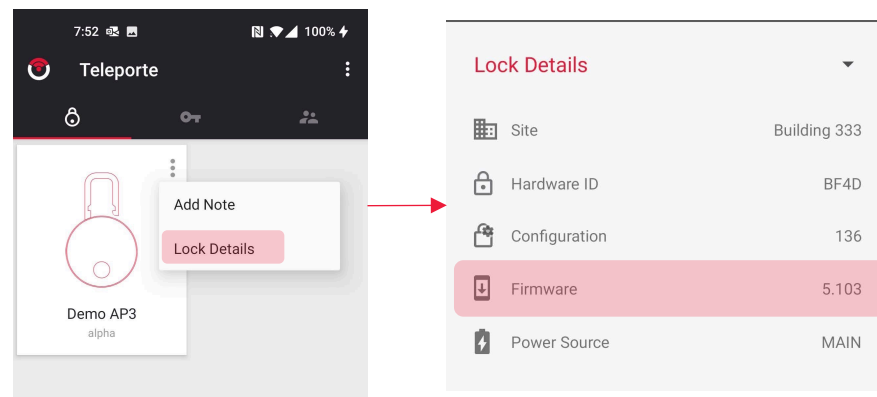 7:52
100%
Teleporte
Add Note
Lock Details
Demo AP3
alpha
Lock Details
Site Building 333
Hardware ID BF4D
Configuration 136
Firmware 5.103
Power Source MAIN